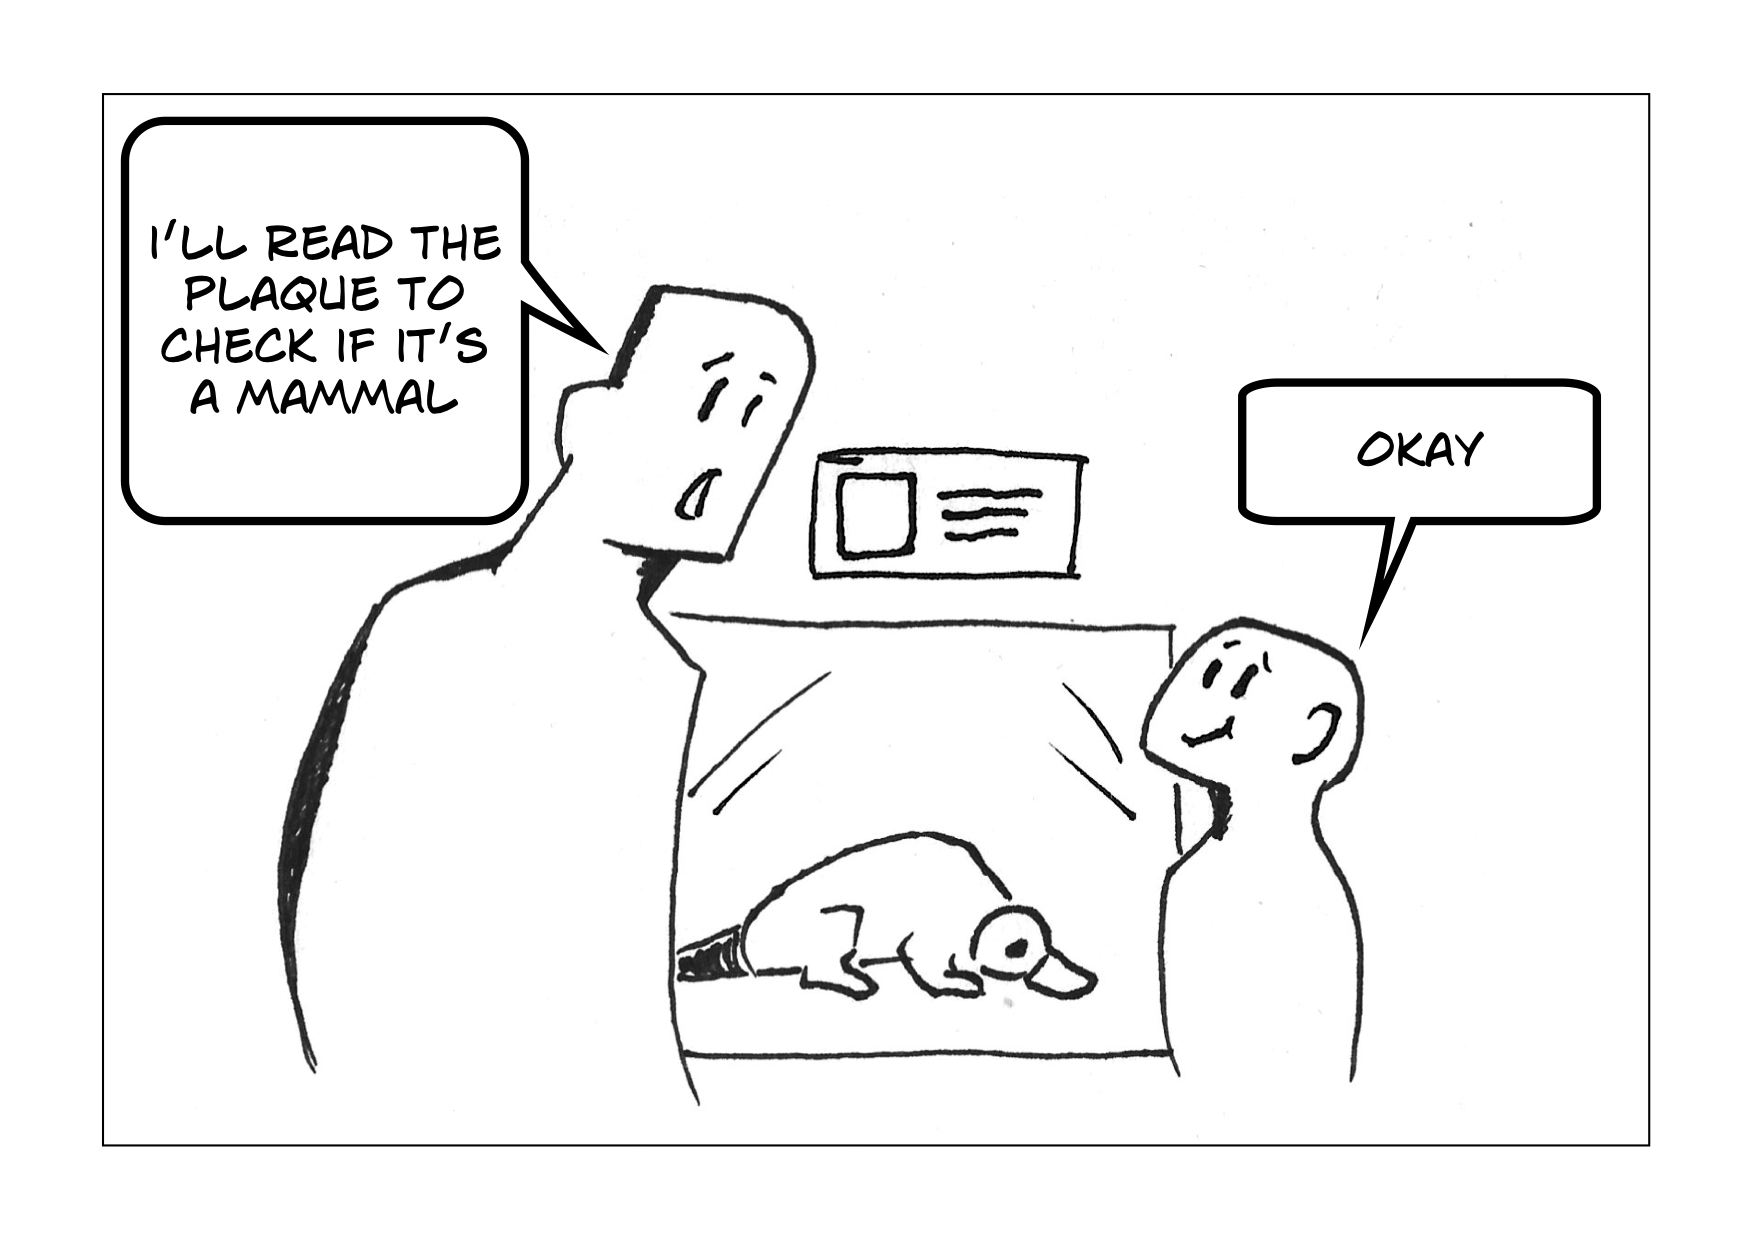 I'LL READ THE
PLAQUE TO
CHECK IF IT'S
A MAMMAL
OKAY